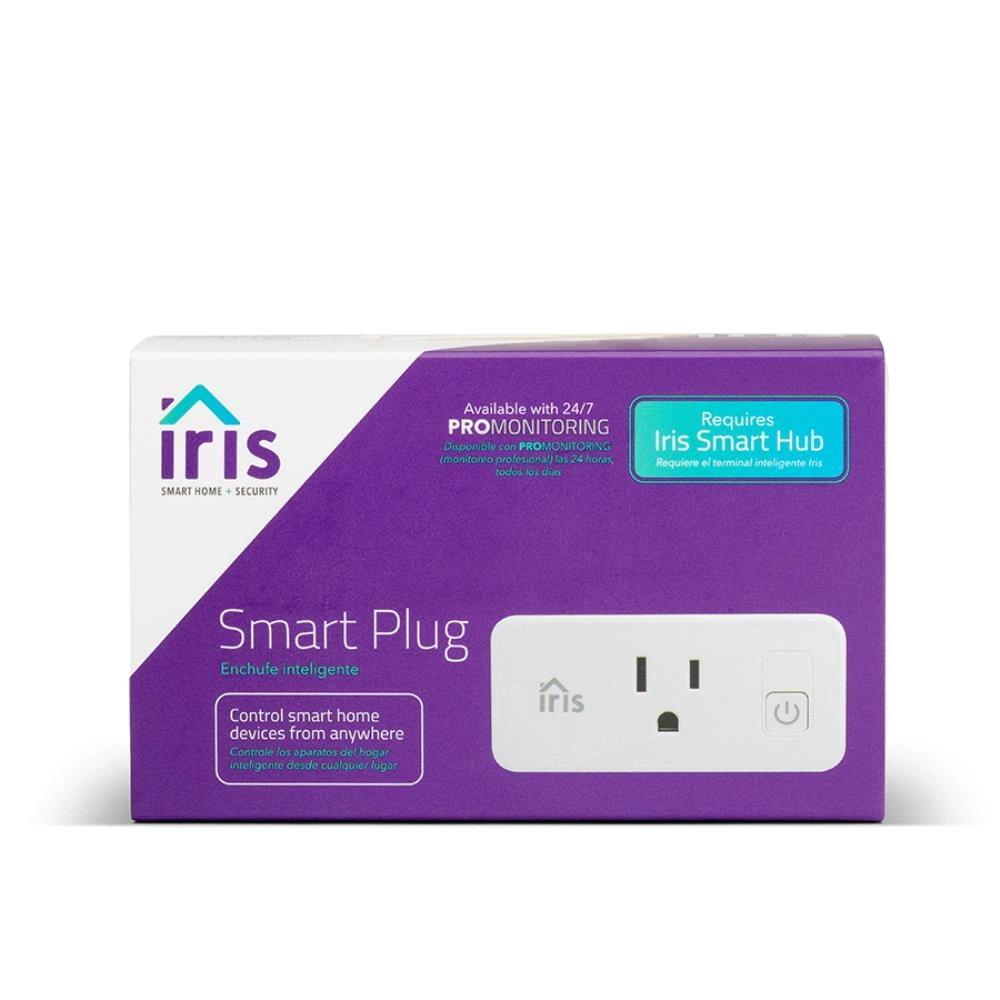 iris
SMART HOME + SECURITY
Available with 24/7
PROMONITORING
Disponible con PROMONITORING
(monitoreo profesional) las 24 horas,
todos los días
Requires
Iris Smart Hub
Requiere el terminal inteligente Iris
Smart Plug
Enchufe inteligente
Control smart home
devices from anywhere
Controle los aparatos del hogar
inteligente desde cualquier lugar
iris